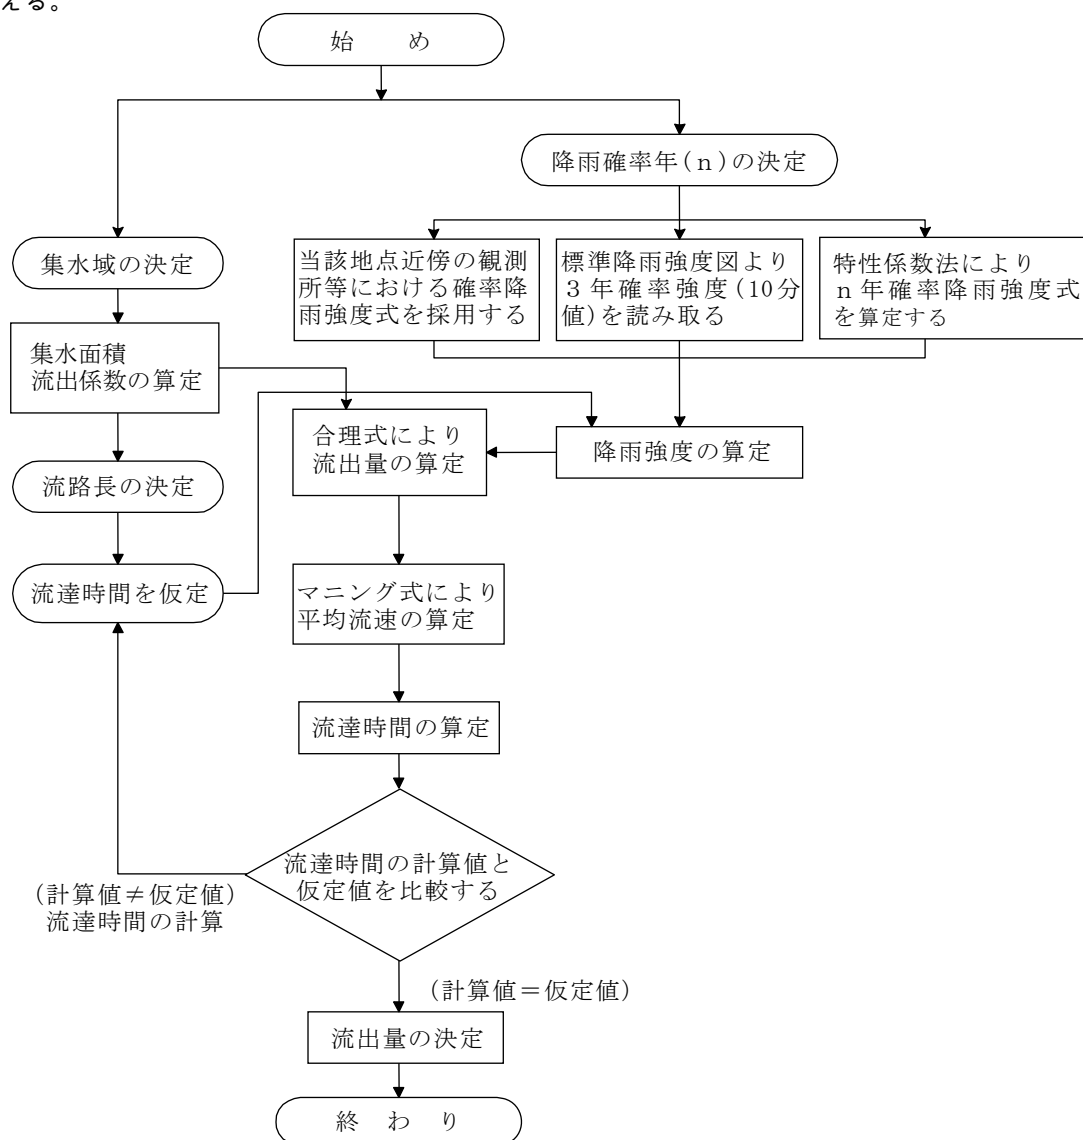 える。
始　　め
降雨確率年(ｎ)の決定
集水域の決定
当該地点近傍の観測
所等における確率降
雨強度式を採用する
標準降雨強度図より
３年確率強度(10分
値)を読み取る
特性係数法により
ｎ年確率降雨強度式
を算定する
集水面積
流出係数の算定
合理式により
流出量の算定
降雨強度の算定
流路長の決定
流達時間を仮定
マニング式により
平均流速の算定
流達時間の算定
流達時間の計算値と
仮定値を比較する
(計算値≠仮定値)
流達時間の計算
(計算値＝仮定値)
流出量の決定
終　わ　り